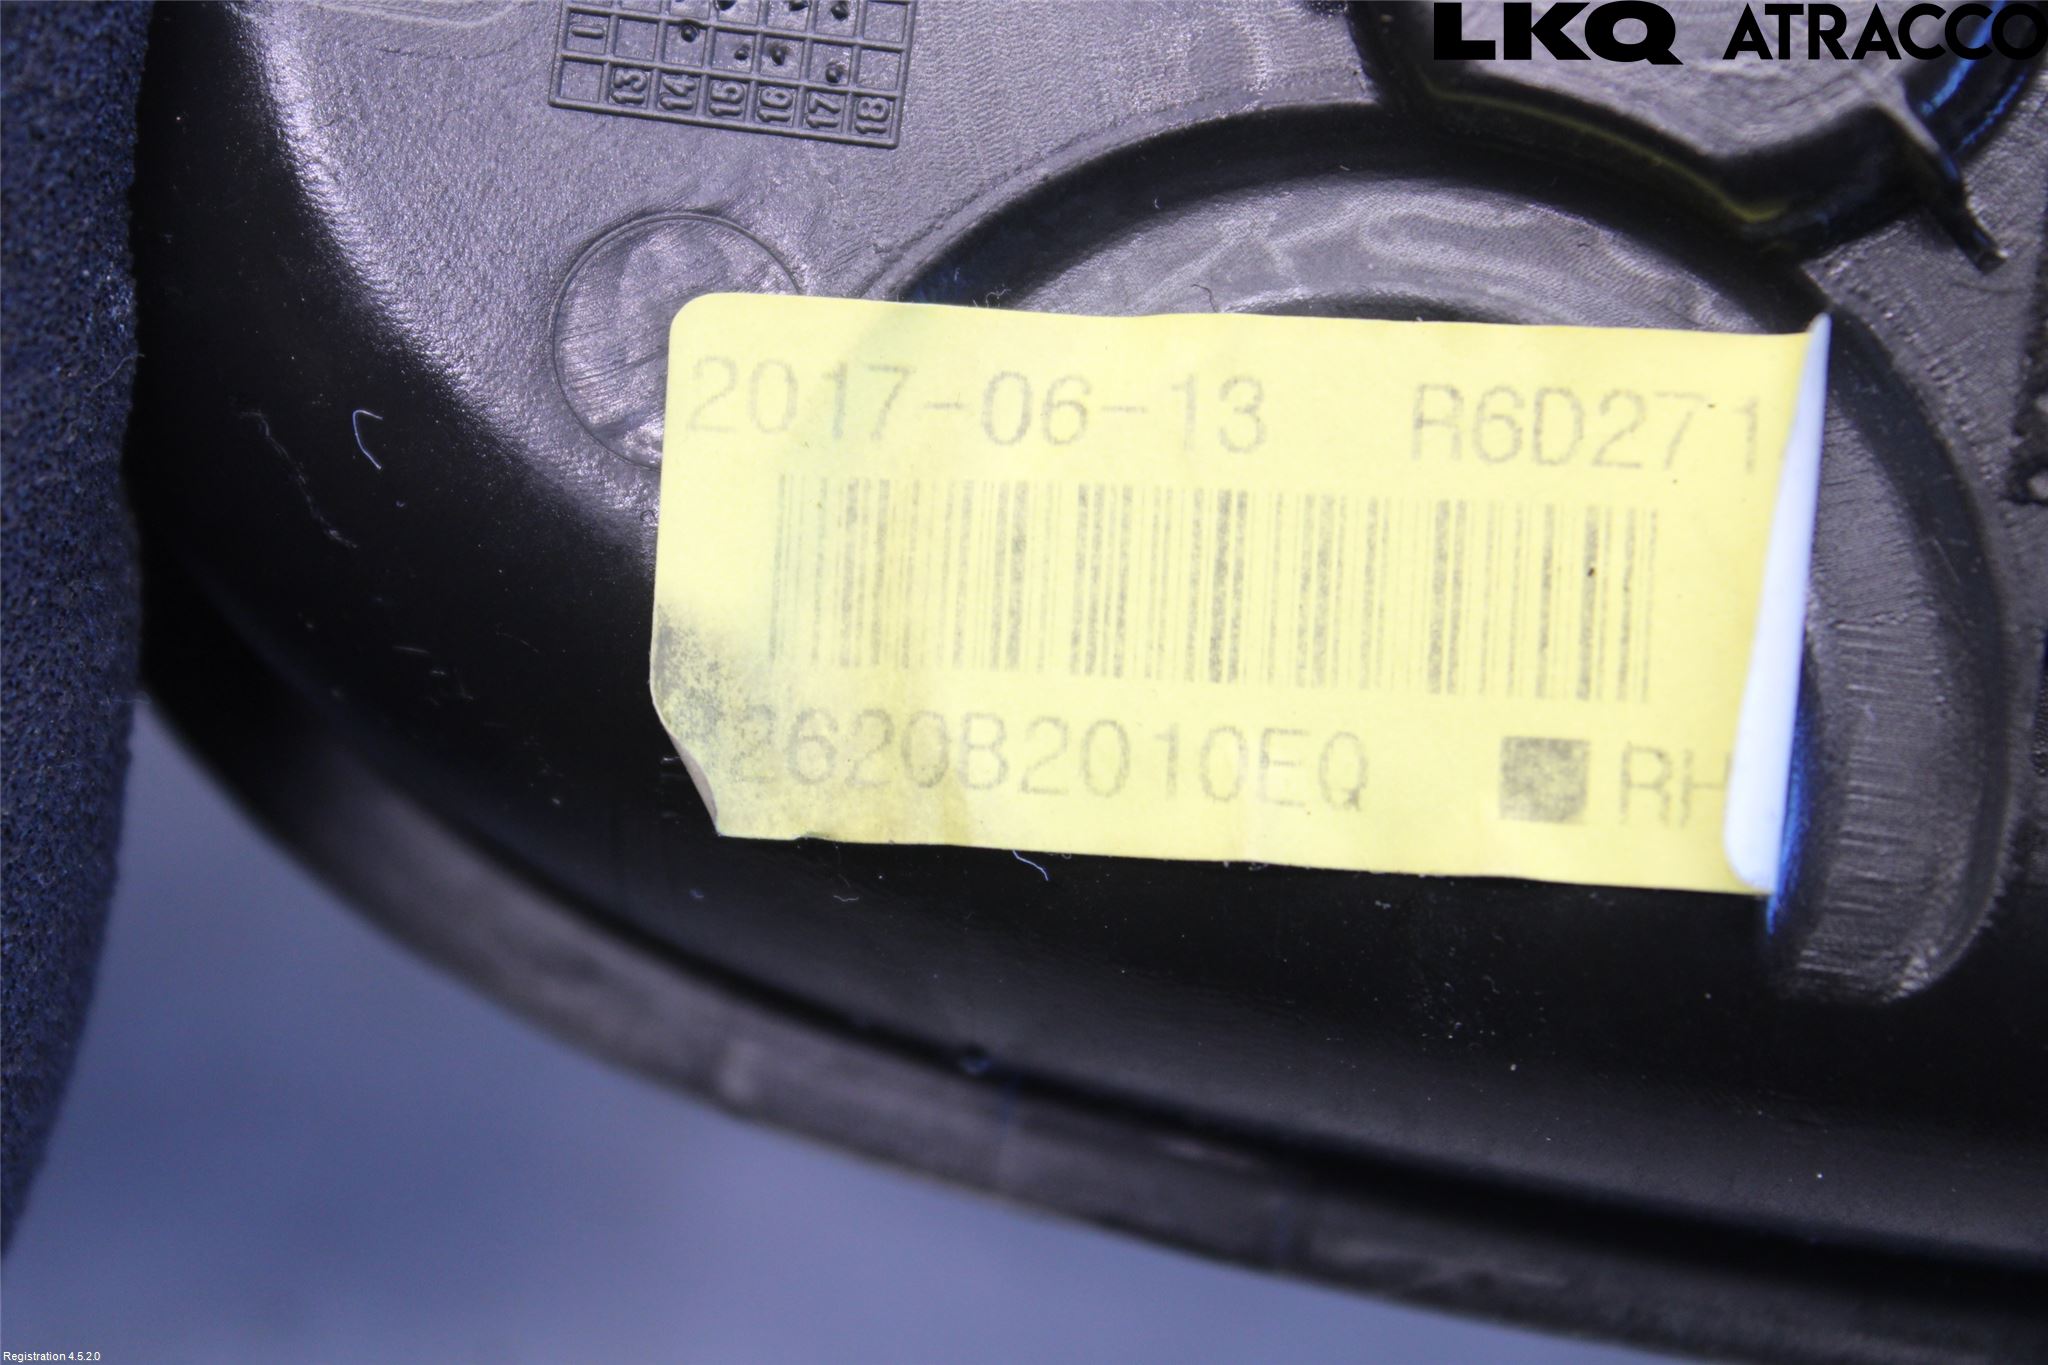 LKQ ATRACCO
11
13 14 15 16 17 18
2017-06-13 R6D271
2620B2010EQ RH
Registration 4.5.2.0